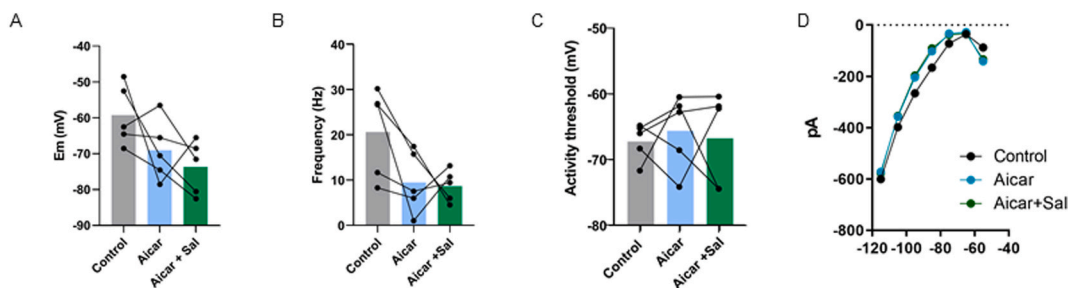 A
Em (mV)
-40
-50
-60
-70
-80
-90
Control
Aicar
Aicar + Sal
B
Frequency (Hz)
40
30
20
10
0
Control
Aicar
Aicar +Sal
C
Activity threshold (mV)
-50
-60
-70
-80
Control
Aicar
Aicar +Sal
D
pA
0
-200
-400
-600
-800
-120
-100
-80
-60
-40
Control
Aicar
Aicar+Sal